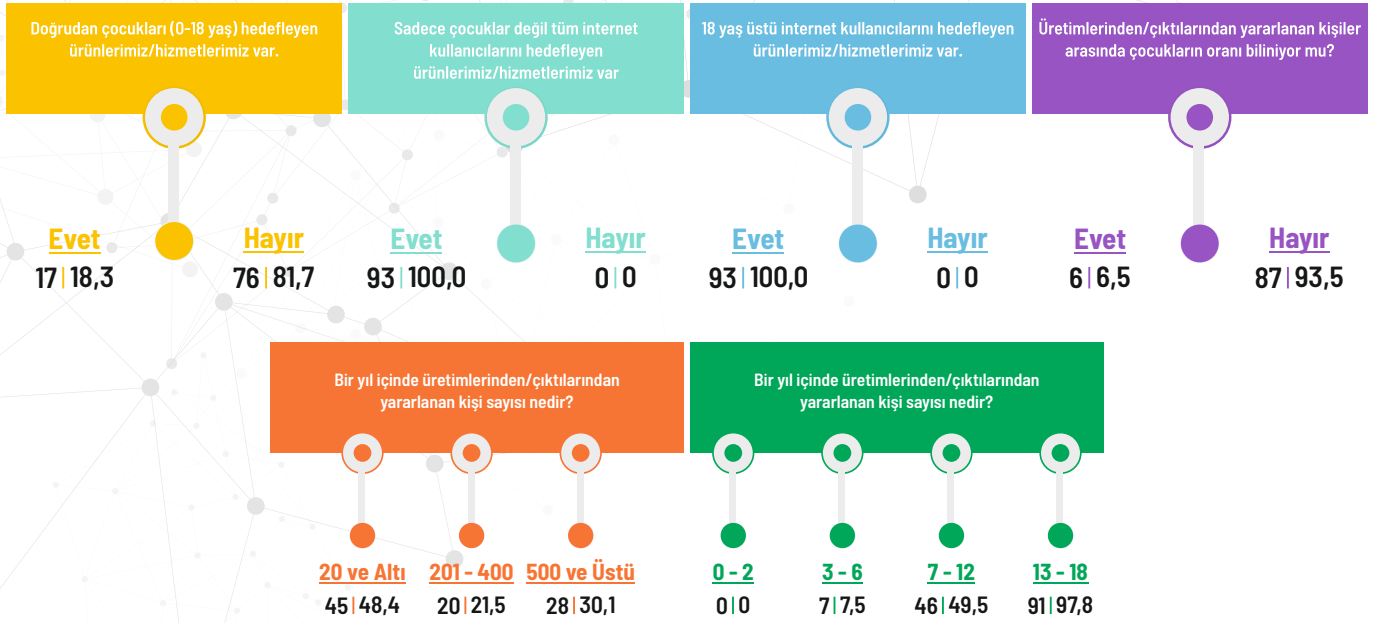 Doğrudan çocukları (0-18 yaş) hedefleyen
ürünlerimiz/hizmetlerimiz var.
Evet
17 | 18,3
Hayır
76 | 81,7
Sadece çocuklar değil tüm internet
kullanıcılarını hedefleyen
ürünlerimiz/hizmetlerimiz var
Evet
93 | 100,0
Hayır
0 | 0
18 yaş üstü internet kullanıcılarını hedefleyen
ürünlerimiz/hizmetlerimiz var.
Evet
93 | 100,0
Hayır
0 | 0
Üretimlerinden/çıktılarından yararlanan kişiler
arasında çocukların oranı biliniyor mu?
Evet
6 | 6,5
Hayır
87 | 93,5
Bir yıl içinde üretimlerinden/çıktılarından
yararlanan kişi sayısı nedir?
20 ve Altı
45 | 48,4
201 - 400
20 | 21,5
500 ve Üstü
28 | 30,1
Bir yıl içinde üretimlerinden/çıktılarından
yararlanan kişi sayısı nedir?
0 - 2
0 | 0
3 - 6
7 | 7,5
7 - 12
46 | 49,5
13 - 18
91 | 97,8